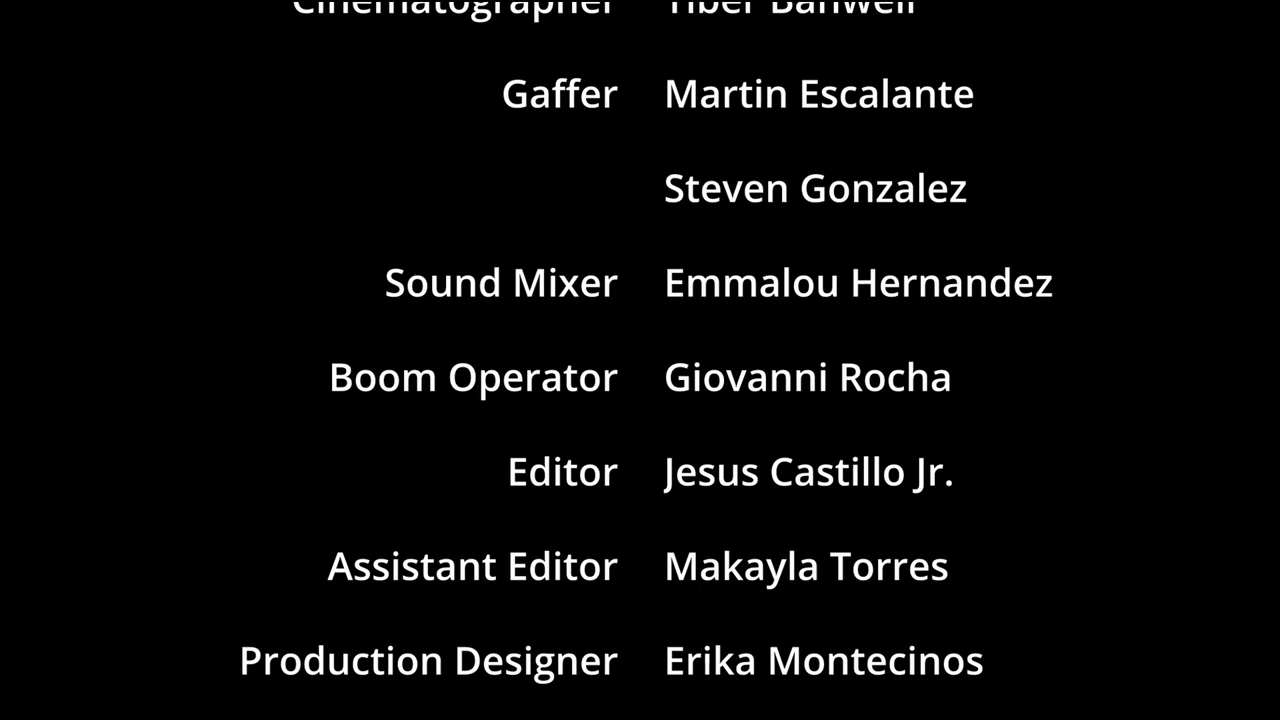 Cinematographer
Gaffer Martin Escalante
Steven Gonzalez
Sound Mixer Emmalou Hernandez
Boom Operator Giovanni Rocha
Editor Jesus Castillo Jr.
Assistant Editor Makayla Torres
Production Designer Erika Montecinos